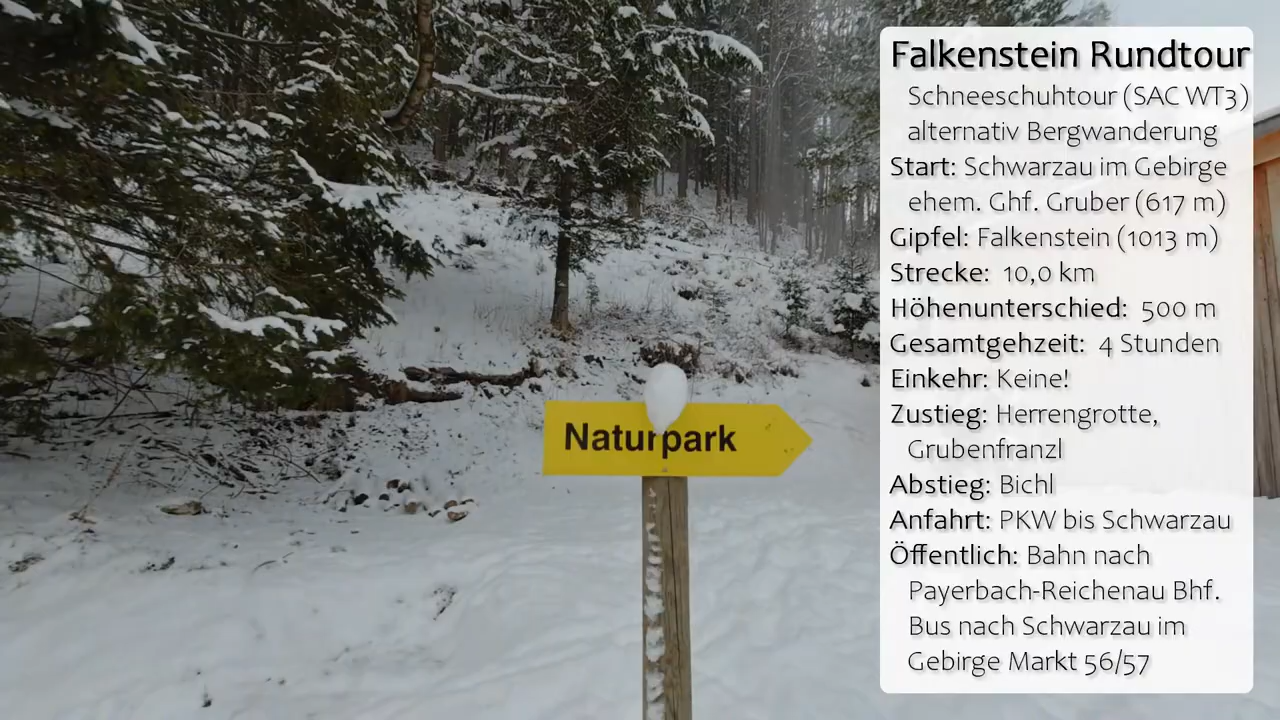 Naturpark
Falkenstein Rundtour
Schneeschuhtour (SAC WT3)
alternativ Bergwanderung
Start: Schwarzau im Gebirge
ehem. Ghf. Gruber (617 m)
Gipfel: Falkenstein (1013 m)
Strecke: 10,0 km
Höhenunterschied: 500 m
Gesamtgehzeit: 4 Stunden
Einkehr: Keine!
Zustieg: Herrengrotte,
Grubenfranzl
Abstieg: Bichl
Anfahrt: PKW bis Schwarzau
Öffentlich: Bahn nach
Payerbach-Reichenau Bhf.
Bus nach Schwarzau im
Gebirge Markt 56/57